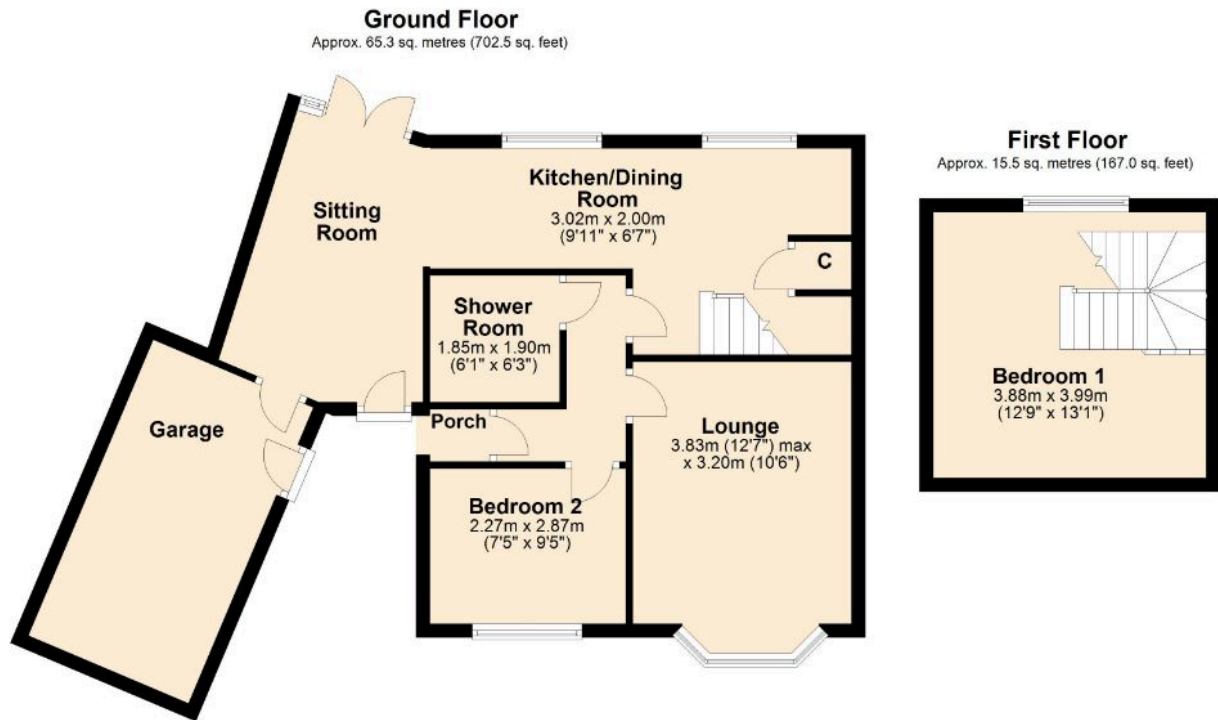 Ground Floor
Approx. 65.3 sq. metres (702.5 sq. feet)
First Floor
Approx. 15.5 sq. metres (167.0 sq. feet)
Kitchen/Dining
Room
3.02m x 2.00m
(9'11" x 6'7")
Sitting
Room
C
Shower
Room
1.85m x 1.90m
(6'1" x 6'3")
Bedroom 1
3.88m x 3.99m
(12'9" x 13'1")
Garage
Porch
Lounge
3.83m (12'7") max
x 3.20m (10'6")
Bedroom 2
2.27m x 2.87m
(7'5" x 9'5")